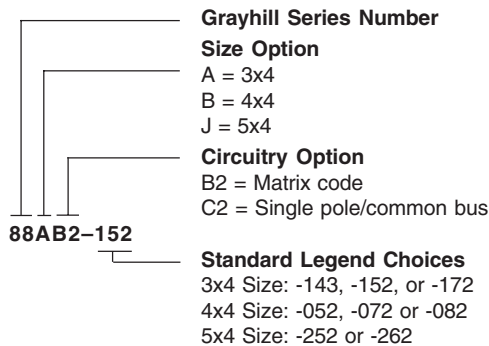 Grayhill Series Number
Size Option
A = 3x4
B = 4x4
J = 5x4
Circuitry Option
B2 = Matrix code
C2 = Single pole/common bus
88AB2–152
Standard Legend Choices
3x4 Size: -143, -152, or -172
4x4 Size: -052, -072 or -082
5x4 Size: -252 or -262